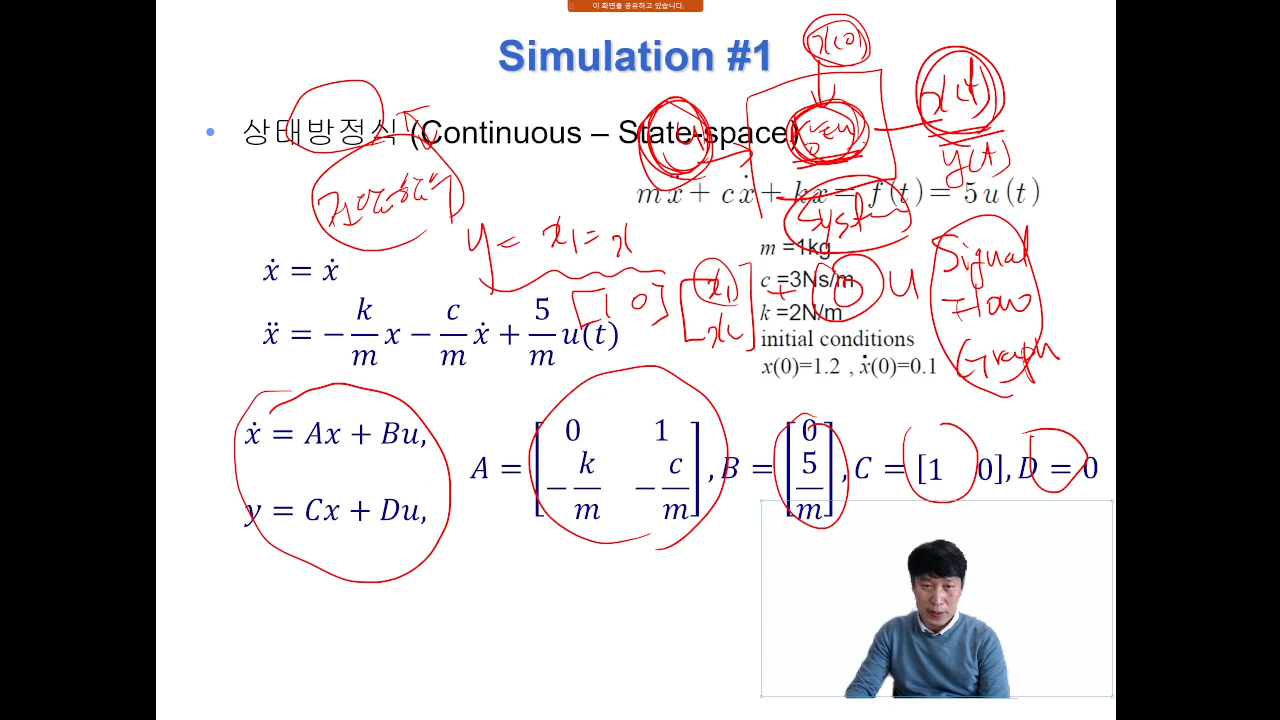 이 화면을 공유하고 있습니다.
Simulation #1
x(0)
• 상태방정식 (Continuous – State-space)
u
x(t)
y(t)
mẍ + cẋ + kx = f(t) = 5u(t)
System
y = x₁ = x
[1 0] [x₁ ẋ] + 0 u
m =1kg
c =3Ns/m
k =2N/m
initial conditions
x(0)=1.2 , ẋ(0)=0.1
Signal
Flow
Graph
ẋ = ẋ
ẍ = −k/m x − c/m ẋ + 5/m u(t)
ẋ = Ax + Bu,
A = [0 1; −k/m −c/m], B = [0; 5/m], C = [1 0], D = 0
y = Cx + Du,